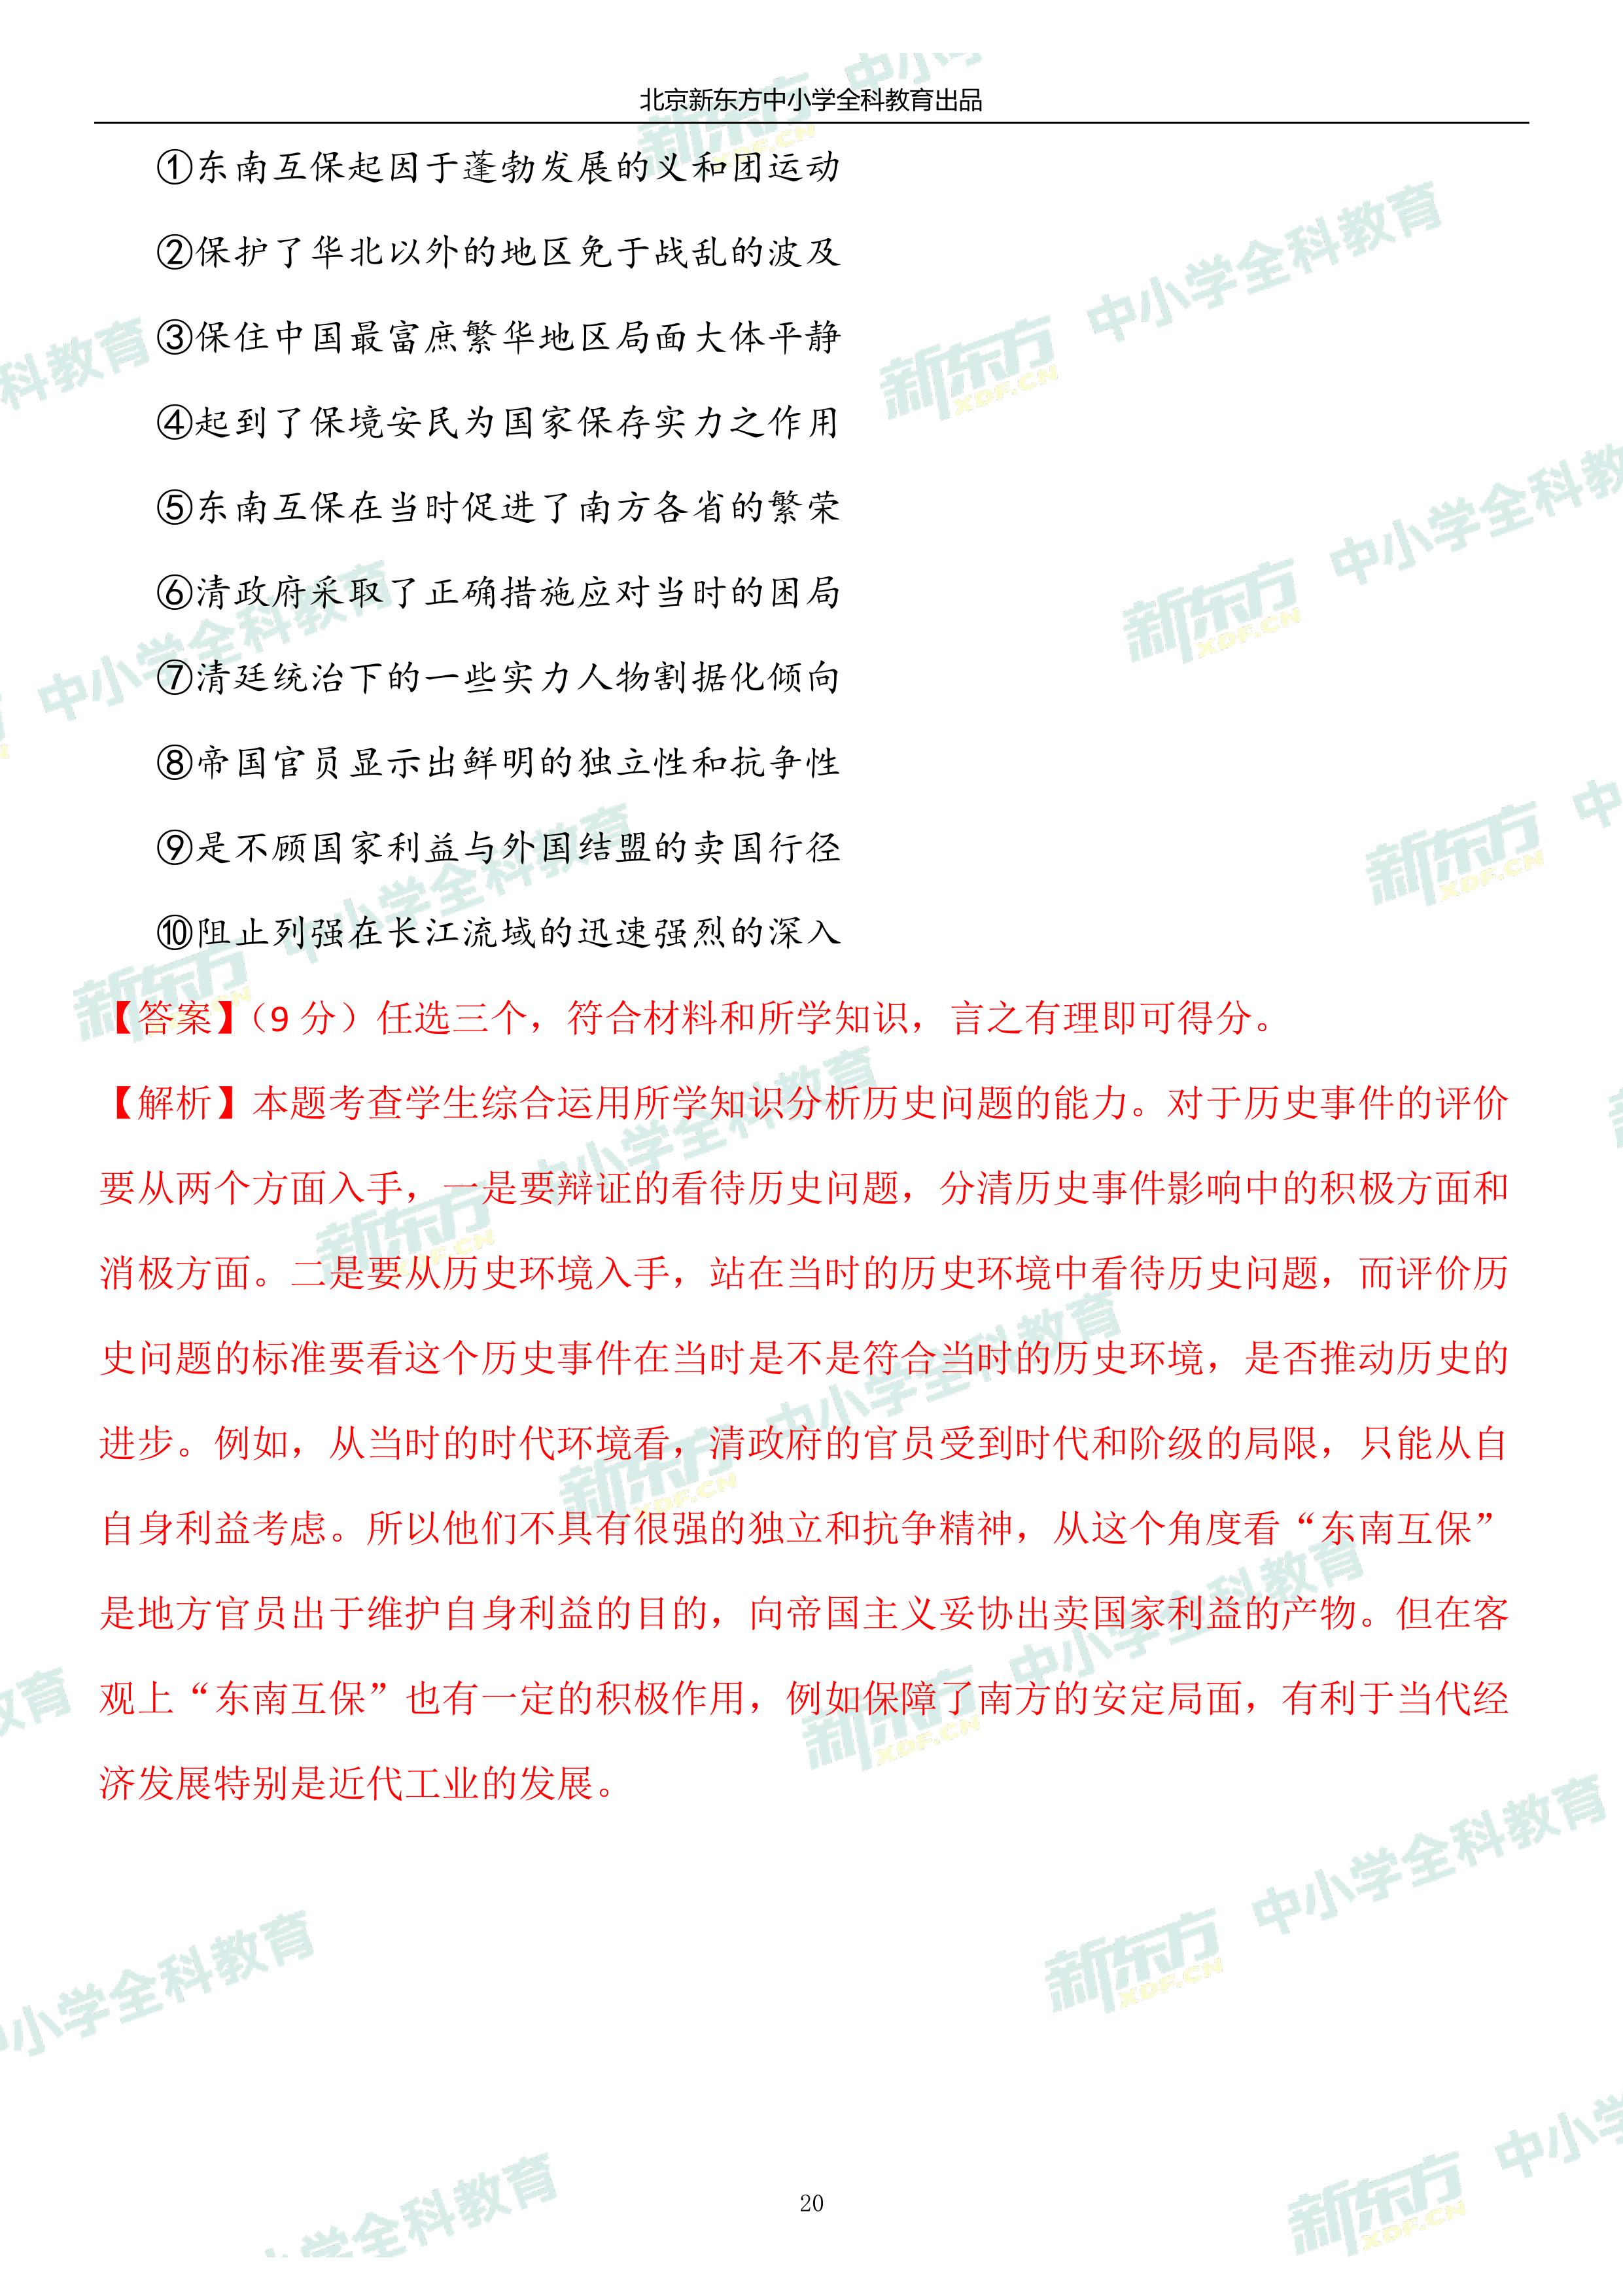 北京新东方中小学全科教育出品
①东南互保起因于蓬勃发展的义和团运动
②保护了华北以外的地区免于战乱的波及
③保住中国最富庶繁华地区局面大体平静
④起到了保境安民为国家保存实力之作用
⑤东南互保在当时促进了南方各省的繁荣
⑥清政府采取了正确措施应对当时的困局
⑦清廷统治下的一些实力人物割据化倾向
⑧帝国官员显示出鲜明的独立性和抗争性
⑨是不顾国家利益与外国结盟的卖国行径
⑩阻止列强在长江流域的迅速强烈的深入
【答案】（9 分）任选三个，符合材料和所学知识，言之有理即可得分。
【解析】本题考查学生综合运用所学知识分析历史问题的能力。对于历史事件的评价
要从两个方面入手，一是要辩证的看待历史问题，分清历史事件影响中的积极方面和
消极方面。二是要从历史环境入手，站在当时的历史环境中看待历史问题，而评价历
史问题的标准要看这个历史事件在当时是不是符合当时的历史环境，是否推动历史的
进步。例如，从当时的时代环境看，清政府的官员受到时代和阶级的局限，只能从自
自身利益考虑。所以他们不具有很强的独立和抗争精神，从这个角度看“东南互保”
是地方官员出于维护自身利益的目的，向帝国主义妥协出卖国家利益的产物。但在客
观上“东南互保”也有一定的积极作用，例如保障了南方的安定局面，有利于当代经
济发展特别是近代工业的发展。
20
新东方 XDF.CN 中小学全科教育